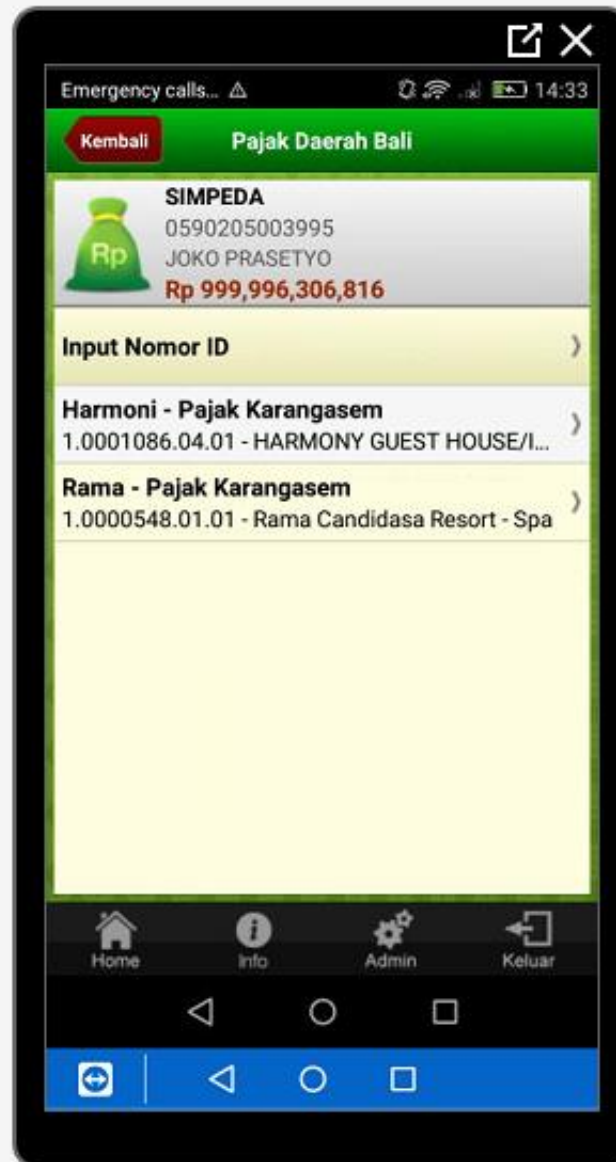 Emergency calls... 14:33
Kembali
Pajak Daerah Bali
Rp
SIMPEDA
0590205003995
JOKO PRASETYO
Rp 999,996,306,816
Input Nomor ID
Harmoni - Pajak Karangasem
1.0001086.04.01 - HARMONY GUEST HOUSE/I...
Rama - Pajak Karangasem
1.0000548.01.01 - Rama Candidasa Resort - Spa
Home Info Admin Keluar